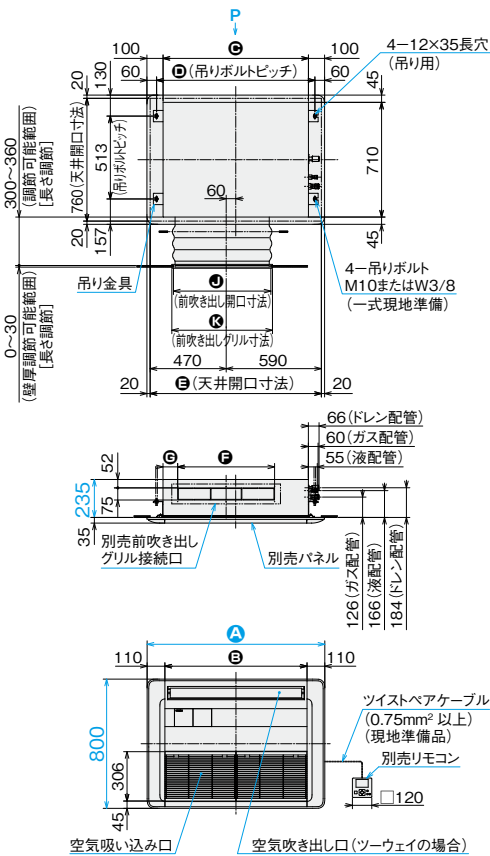 P
100
C
100
60
D(吊りボルトピッチ)
60
4−12×35長穴
(吊り用)
20
130
45
300〜360
(調節可能範囲)
[長さ調節]
760(天井開口寸法)
513
(吊りボルトピッチ)
710
60
20
157
45
吊り金具
4−吊りボルト
M10またはW3/8
(一式現地準備)
0〜30
(壁厚調節可能範囲)
[長さ調節]
J
(前吹き出し開口寸法)
K
(前吹き出しグリル寸法)
470
590
20
E(天井開口寸法)
20
66(ドレン配管)
60(ガス配管)
55(液配管)
52
G
F
235
75
35
別売前吹き出し
グリル接続口
別売パネル
126(ガス配管)
166(液配管)
184(ドレン配管)
A
110
B
110
800
306
45
ツイストペアケーブル
(0.75mm² 以上)
(現地準備品)
別売リモコン
□120
空気吸い込み口
空気吹き出し口(ツーウェイの場合)